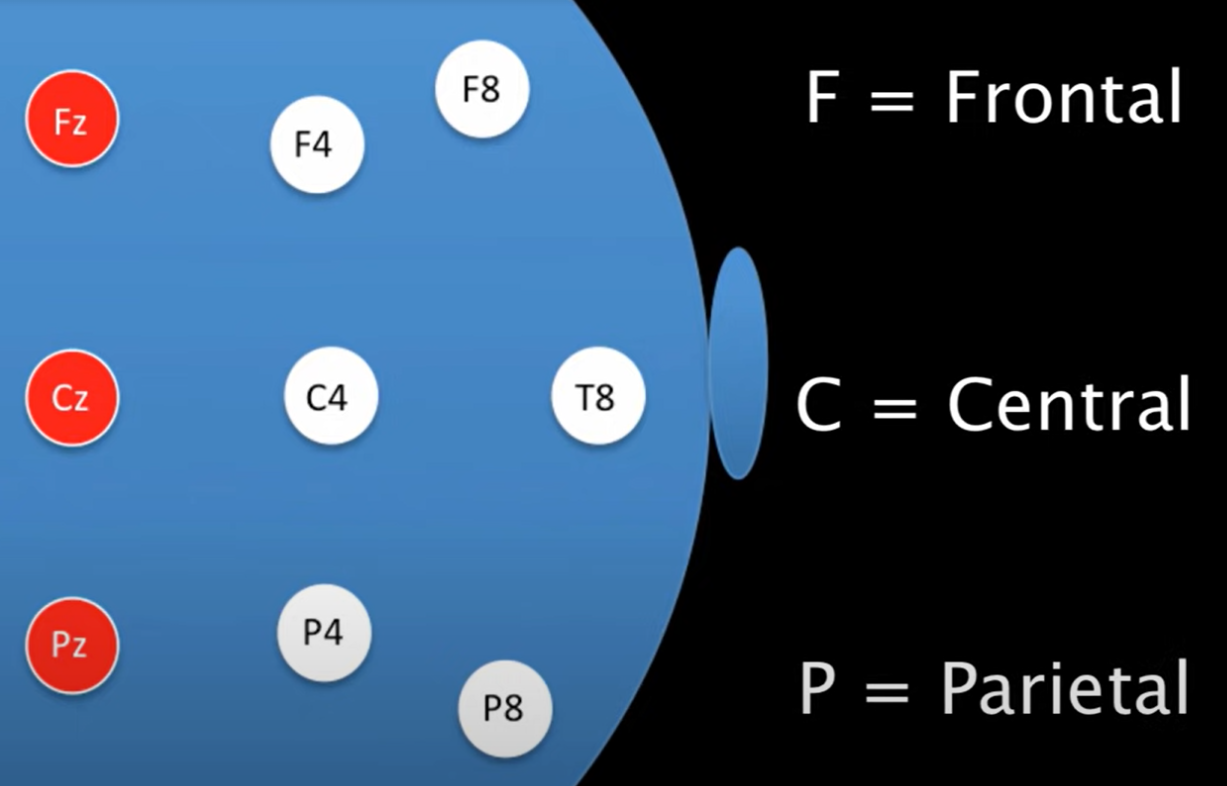 Fz F4 F8 F = Frontal
Cz C4 T8 C = Central
Pz P4 P8 P = Parietal